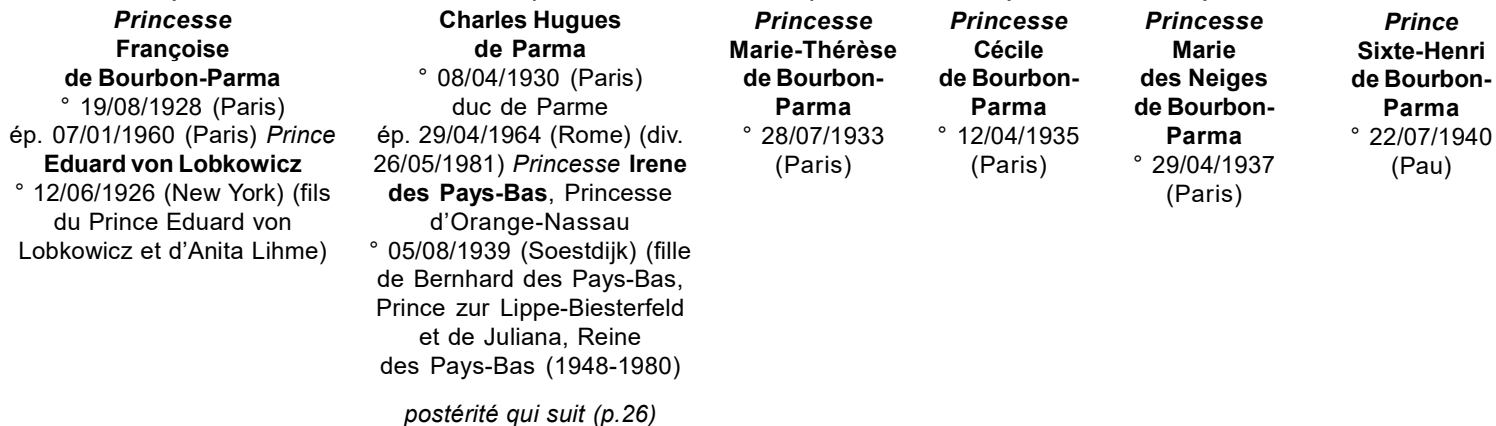 Princesse
Françoise
de Bourbon-Parma
° 19/08/1928 (Paris)
ép. 07/01/1960 (Paris) Prince
Eduard von Lobkowicz
° 12/06/1926 (New York) (fils
du Prince Eduard von
Lobkowicz et d'Anita Lihme)
Charles Hugues
de Parma
° 08/04/1930 (Paris)
duc de Parme
ép. 29/04/1964 (Rome) (div.
26/05/1981) Princesse Irene
des Pays-Bas, Princesse
d'Orange-Nassau
° 05/08/1939 (Soestdijk) (fille
de Bernhard des Pays-Bas,
Prince zur Lippe-Biesterfeld
et de Juliana, Reine
des Pays-Bas (1948-1980)
postérité qui suit (p.26)
Princesse
Marie-Thérèse
de Bourbon-
Parma
° 28/07/1933
(Paris)
Princesse
Cécile
de Bourbon-
Parma
° 12/04/1935
(Paris)
Princesse
Marie
des Neiges
de Bourbon-
Parma
° 29/04/1937
(Paris)
Prince
Sixte-Henri
de Bourbon-
Parma
° 22/07/1940
(Pau)